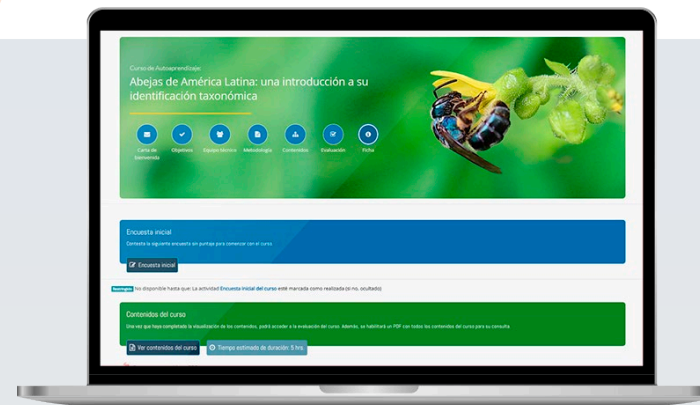 Curso de Autoaprendizaje:
Abejas de América Latina: una introducción a su
identificación taxonómica
Carta de
bienvenida
Objetivos
Equipo técnico
Metodología
Contenidos
Evaluación
Ficha
Encuesta inicial
Contesta la siguiente encuesta sin puntaje para comenzar con el curso
Encuesta inicial
No disponible hasta que: La actividad Encuesta inicial del curso esté marcada como realizada (si no, ocultado)
Contenidos del curso
Una vez que haya completado la visualización de los contenidos, podrá acceder a la evaluación del curso. Además, se habilitará un PDF con todos los contenidos del curso para su consulta.
Ver contenidos del curso
Tiempo estimado de duración: 5 hrs.